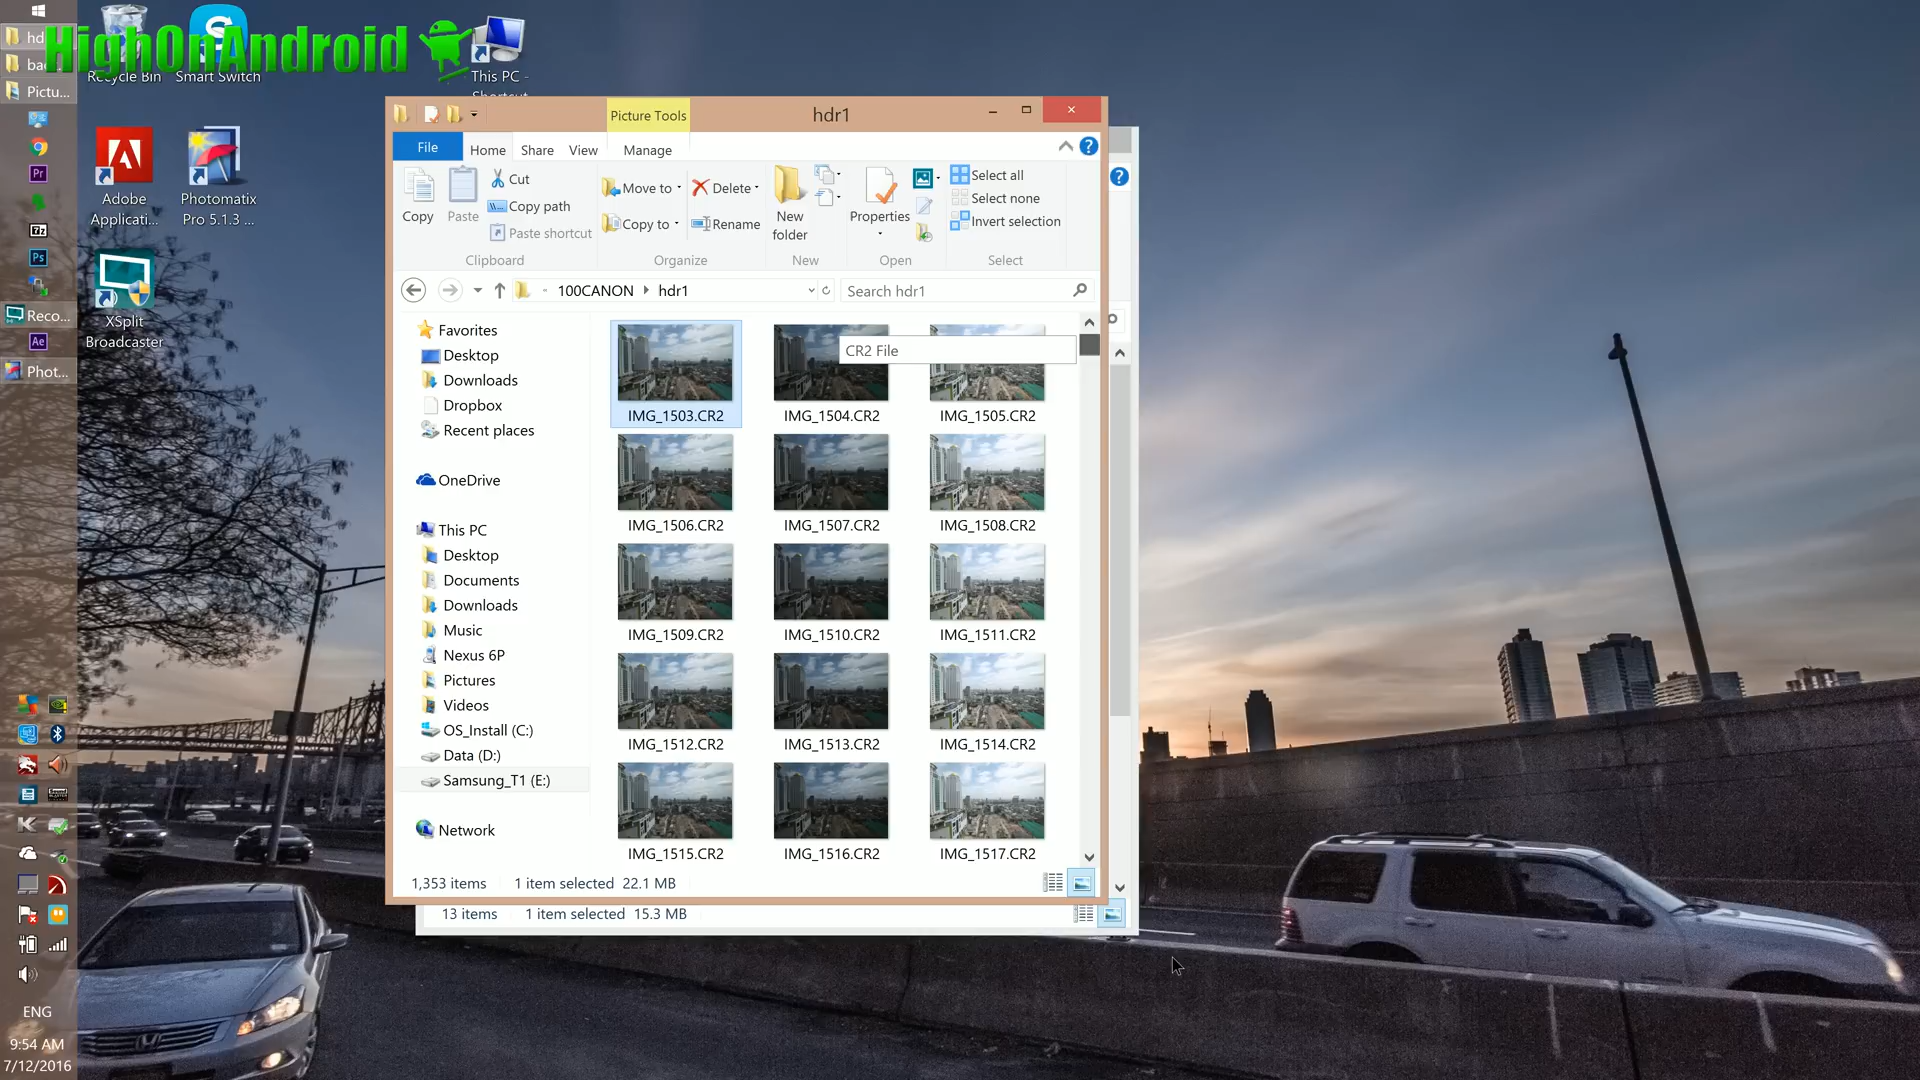 HighOnAndroid
hd
ba
Pictu...
Recycle Bin
Smart Switch
This PC -
Shortcut
Adobe
Applicati...
Photomatix
Pro 5.1.3 ...
XSplit
Broadcaster
Pr
7z
Ps
Reco...
Ae
Phot...
ENG
9:54 AM
7/12/2016
Picture Tools
hdr1
File
Home
Share
View
Manage
Copy
Paste
Cut
Copy path
Paste shortcut
Move to
Copy to
Delete
Rename
New
folder
Properties
Select all
Select none
Invert selection
Clipboard
Organize
New
Open
Select
100CANON
hdr1
Search hdr1
Favorites
Desktop
Downloads
Dropbox
Recent places
OneDrive
This PC
Desktop
Documents
Downloads
Music
Nexus 6P
Pictures
Videos
OS_Install (C:)
Data (D:)
Samsung_T1 (E:)
Network
CR2 File
IMG_1503.CR2
IMG_1504.CR2
IMG_1505.CR2
IMG_1506.CR2
IMG_1507.CR2
IMG_1508.CR2
IMG_1509.CR2
IMG_1510.CR2
IMG_1511.CR2
IMG_1512.CR2
IMG_1513.CR2
IMG_1514.CR2
IMG_1515.CR2
IMG_1516.CR2
IMG_1517.CR2
1,353 items 1 item selected 22.1 MB
13 items 1 item selected 15.3 MB